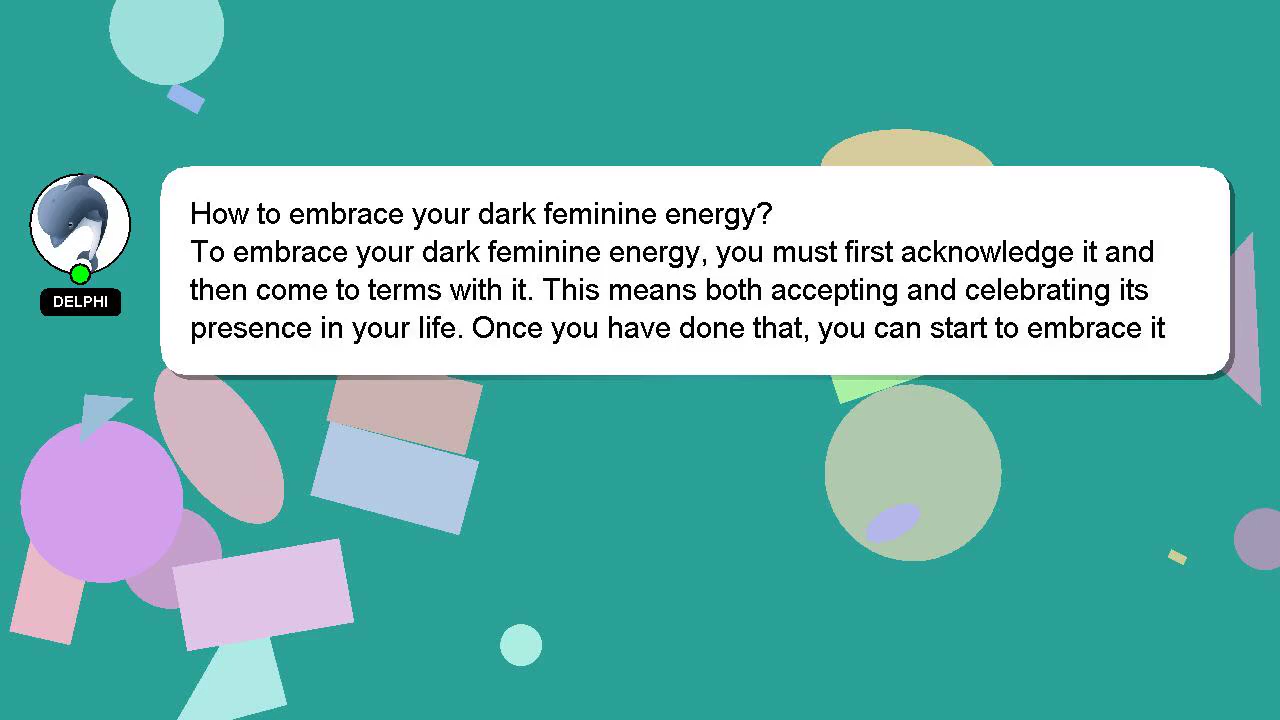 How to embrace your dark feminine energy?
To embrace your dark feminine energy, you must first acknowledge it and
then come to terms with it. This means both accepting and celebrating its
presence in your life. Once you have done that, you can start to embrace it
DELPHI